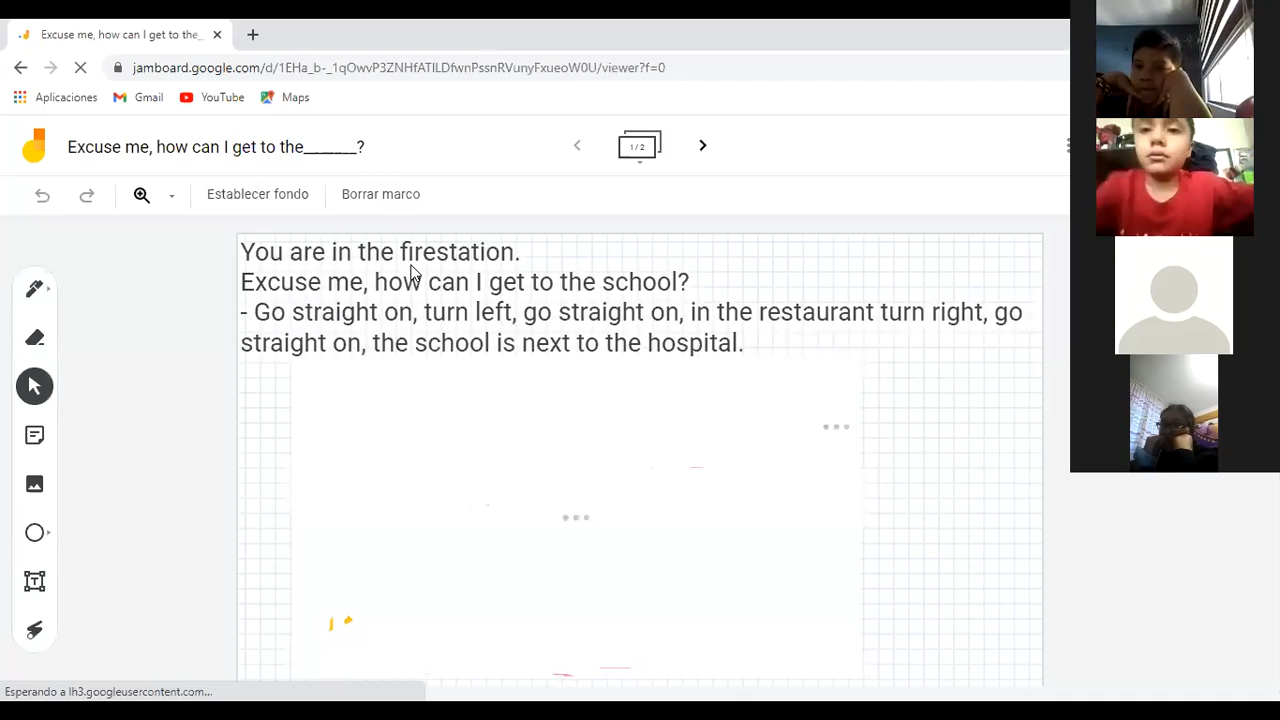 Excuse me, how can I get to the_
jamboard.google.com/d/1EHa_b-_1qOwvP3ZNHfATlLDfwnPssnRVunyFxueoW0U/viewer?f=0
Aplicaciones Gmail YouTube Maps
Excuse me, how can I get to the_______?
1 / 2
Establecer fondo Borrar marco
You are in the firestation.
Excuse me, how can I get to the school?
- Go straight on, turn left, go straight on, in the restaurant turn right, go
straight on, the school is next to the hospital.
Esperando a lh3.googleusercontent.com...